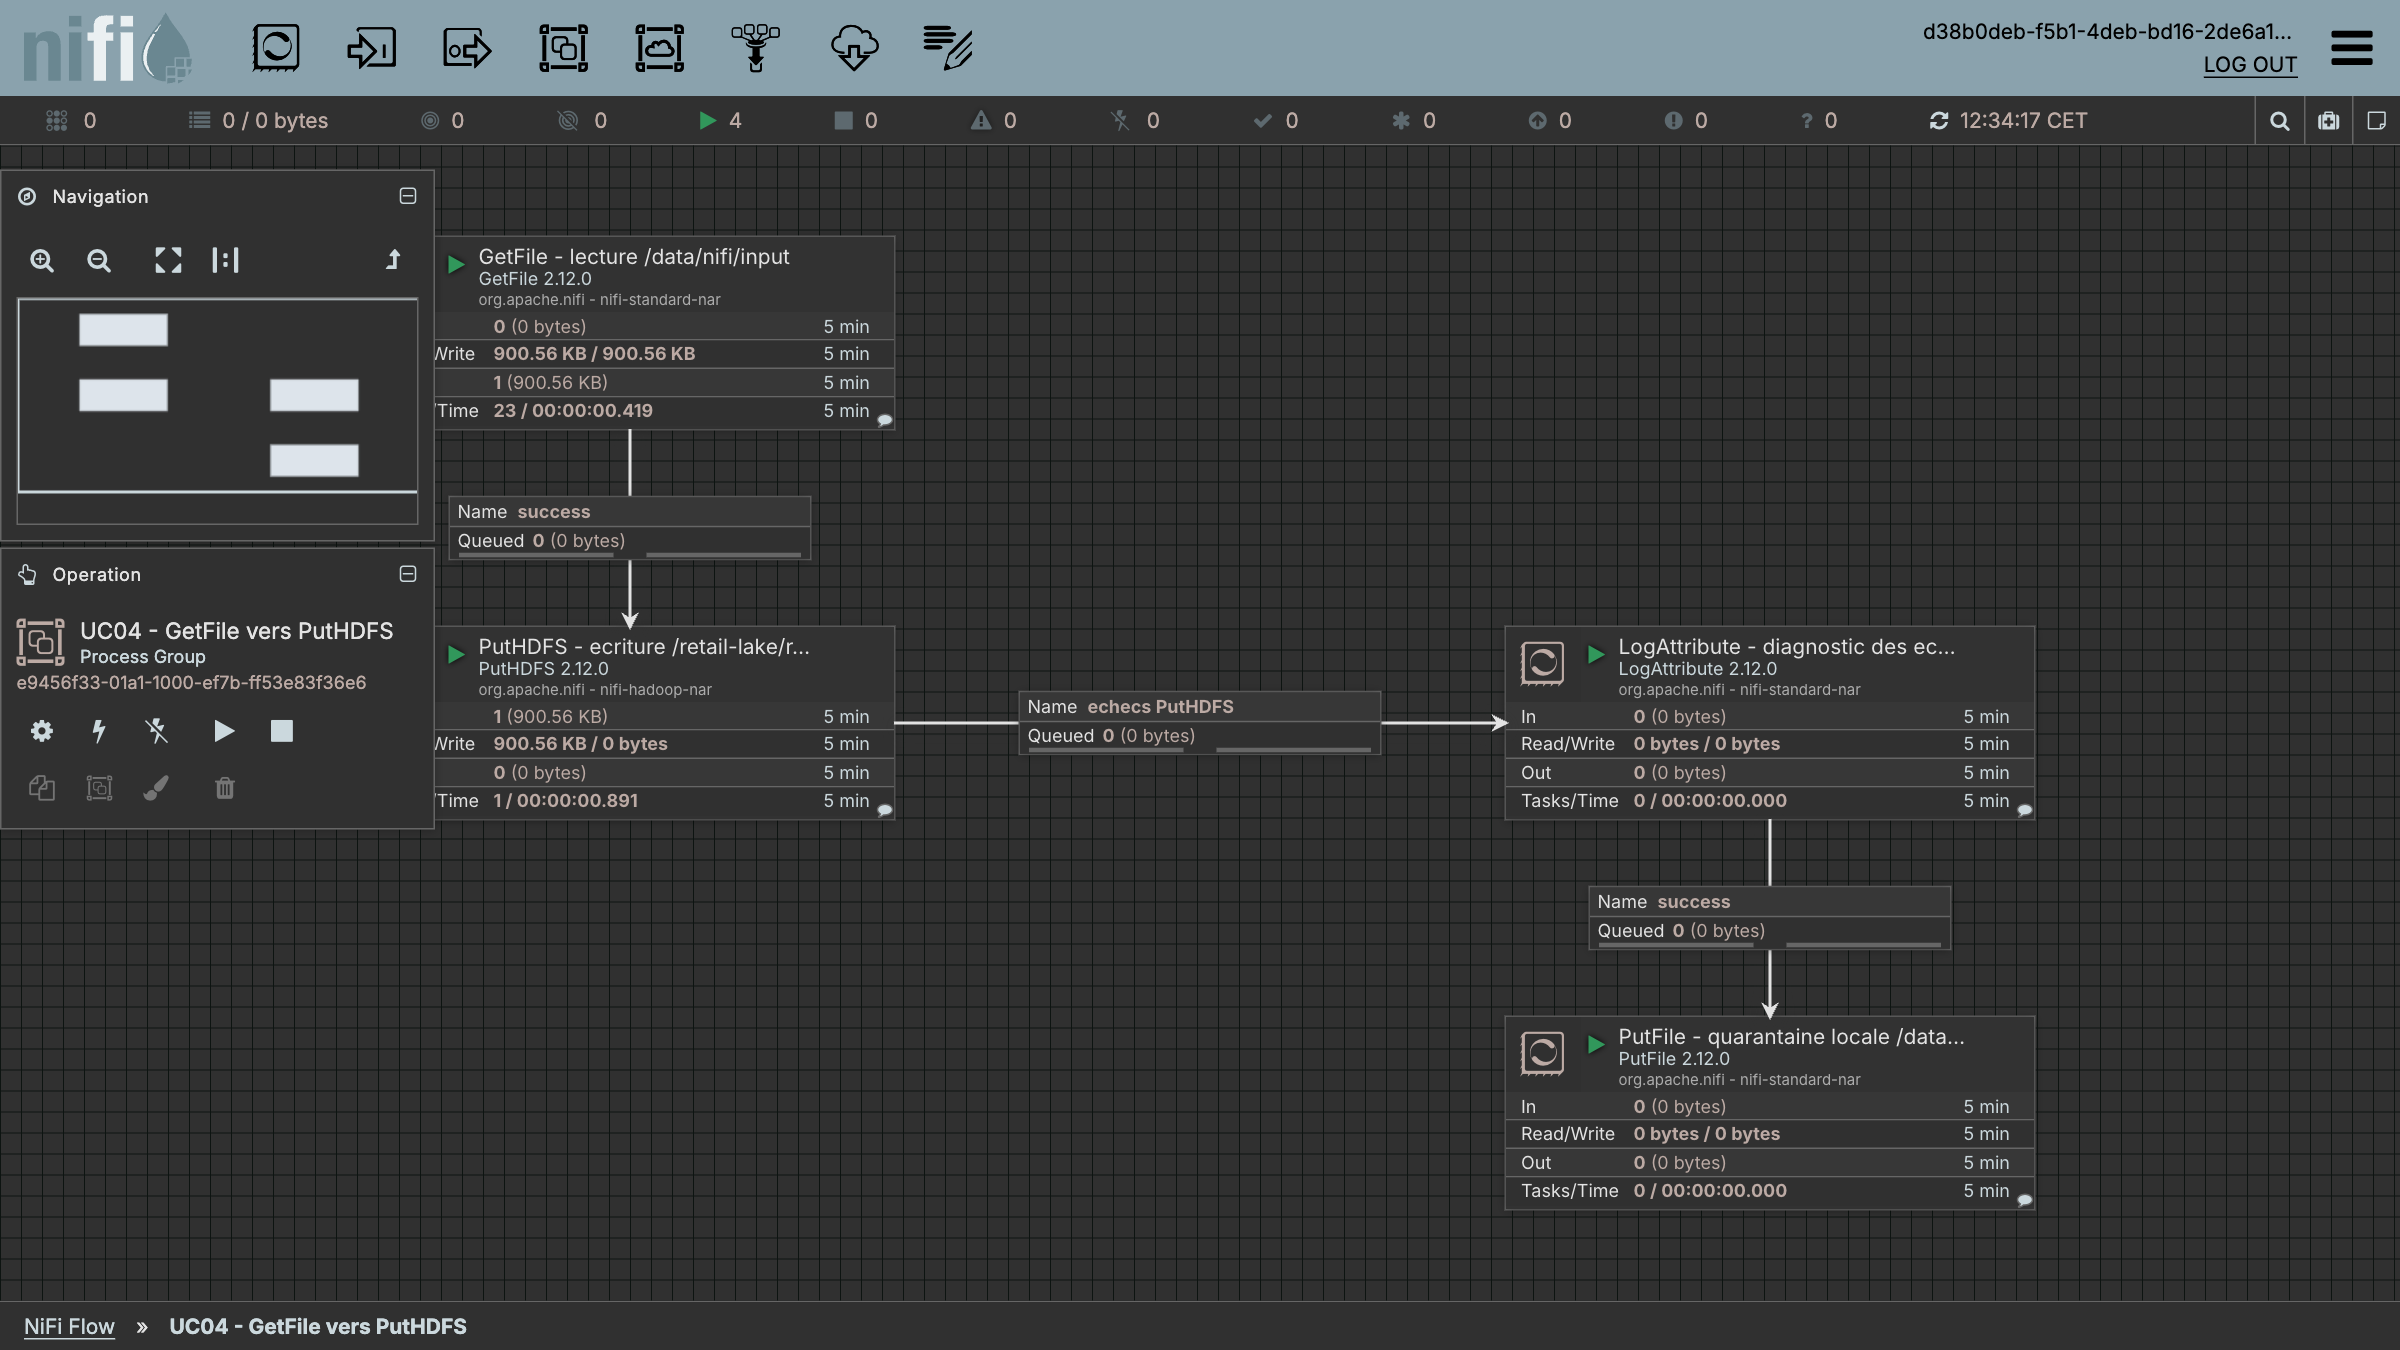 nifi
d38b0deb-f5b1-4deb-bd16-2de6a1...
LOG OUT
0
0 / 0 bytes
0
0
4
0
0
0
0
0
0
0
0
12:34:17 CET
Navigation
GetFile - lecture /data/nifi/input
GetFile 2.12.0
org.apache.nifi - nifi-standard-nar
0 (0 bytes) 5 min
Write 900.56 KB / 900.56 KB 5 min
1 (900.56 KB) 5 min
/Time 23 / 00:00:00.419 5 min
Name success
Queued 0 (0 bytes)
Operation
UC04 - GetFile vers PutHDFS
Process Group
e9456f33-01a1-1000-ef7b-ff53e83f36e6
PutHDFS - ecriture /retail-lake/r...
PutHDFS 2.12.0
org.apache.nifi - nifi-hadoop-nar
1 (900.56 KB) 5 min
Write 900.56 KB / 0 bytes 5 min
0 (0 bytes) 5 min
/Time 1 / 00:00:00.891 5 min
Name echecs PutHDFS
Queued 0 (0 bytes)
LogAttribute - diagnostic des ec...
LogAttribute 2.12.0
org.apache.nifi - nifi-standard-nar
In 0 (0 bytes) 5 min
Read/Write 0 bytes / 0 bytes 5 min
Out 0 (0 bytes) 5 min
Tasks/Time 0 / 00:00:00.000 5 min
Name success
Queued 0 (0 bytes)
PutFile - quarantaine locale /data...
PutFile 2.12.0
org.apache.nifi - nifi-standard-nar
In 0 (0 bytes) 5 min
Read/Write 0 bytes / 0 bytes 5 min
Out 0 (0 bytes) 5 min
Tasks/Time 0 / 00:00:00.000 5 min
NiFi Flow » UC04 - GetFile vers PutHDFS